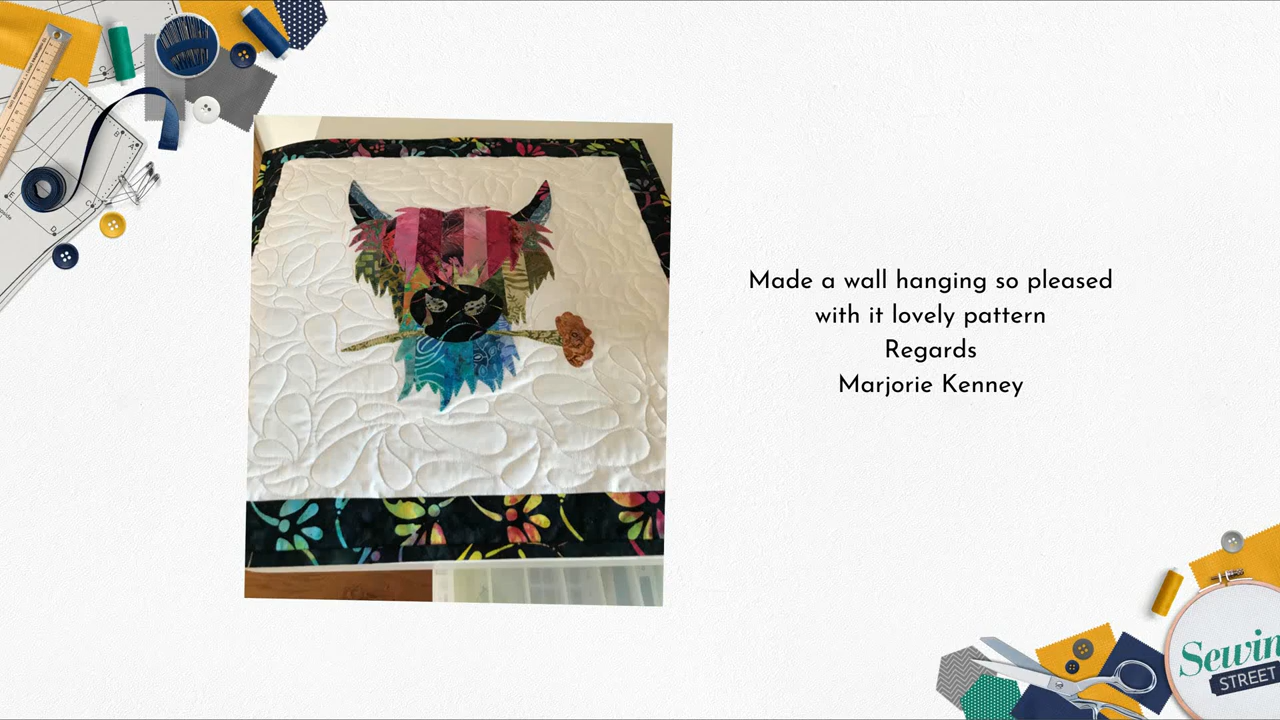 Made a wall hanging so pleased
with it lovely pattern
Regards
Marjorie Kenney
Sewin
STREET